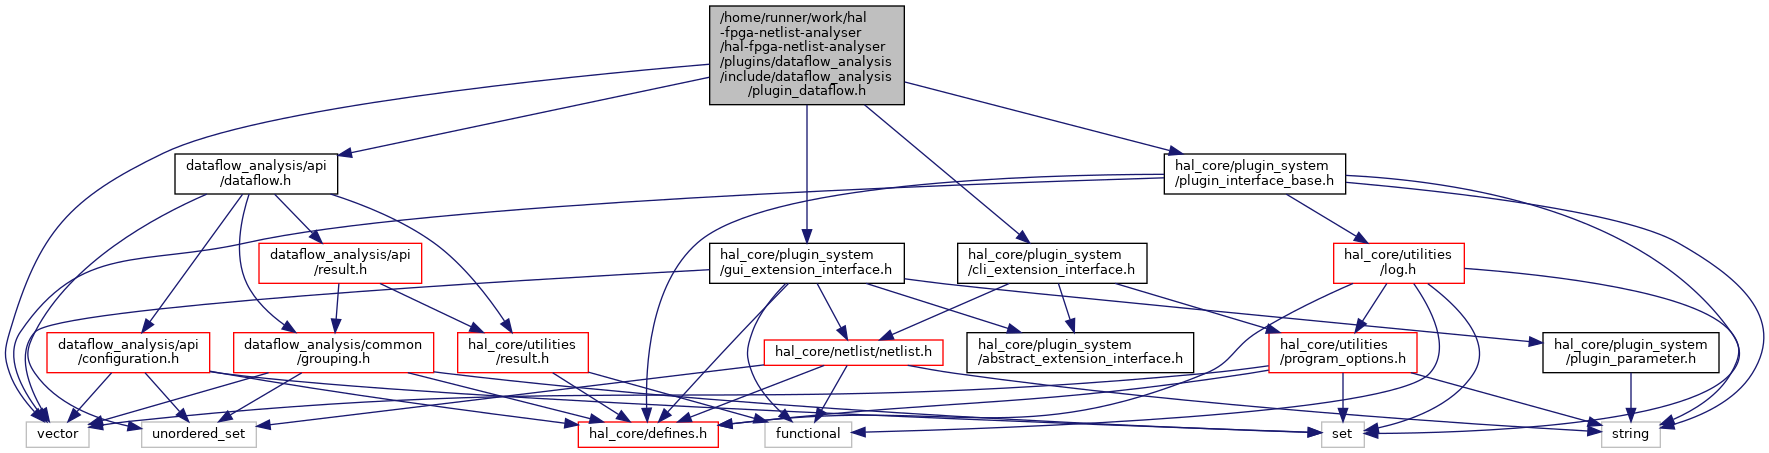 /home/runner/work/hal
-fpga-netlist-analyser
/hal-fpga-netlist-analyser
/plugins/dataflow_analysis
/include/dataflow_analysis
/plugin_dataflow.h
dataflow_analysis/api
/dataflow.h
hal_core/plugin_system
/plugin_interface_base.h
dataflow_analysis/api
/result.h
hal_core/plugin_system
/gui_extension_interface.h
hal_core/plugin_system
/cli_extension_interface.h
hal_core/utilities
/log.h
dataflow_analysis/api
/configuration.h
dataflow_analysis/common
/grouping.h
hal_core/utilities
/result.h
hal_core/netlist/netlist.h
hal_core/plugin_system
/abstract_extension_interface.h
hal_core/utilities
/program_options.h
hal_core/plugin_system
/plugin_parameter.h
vector
unordered_set
hal_core/defines.h
functional
set
string